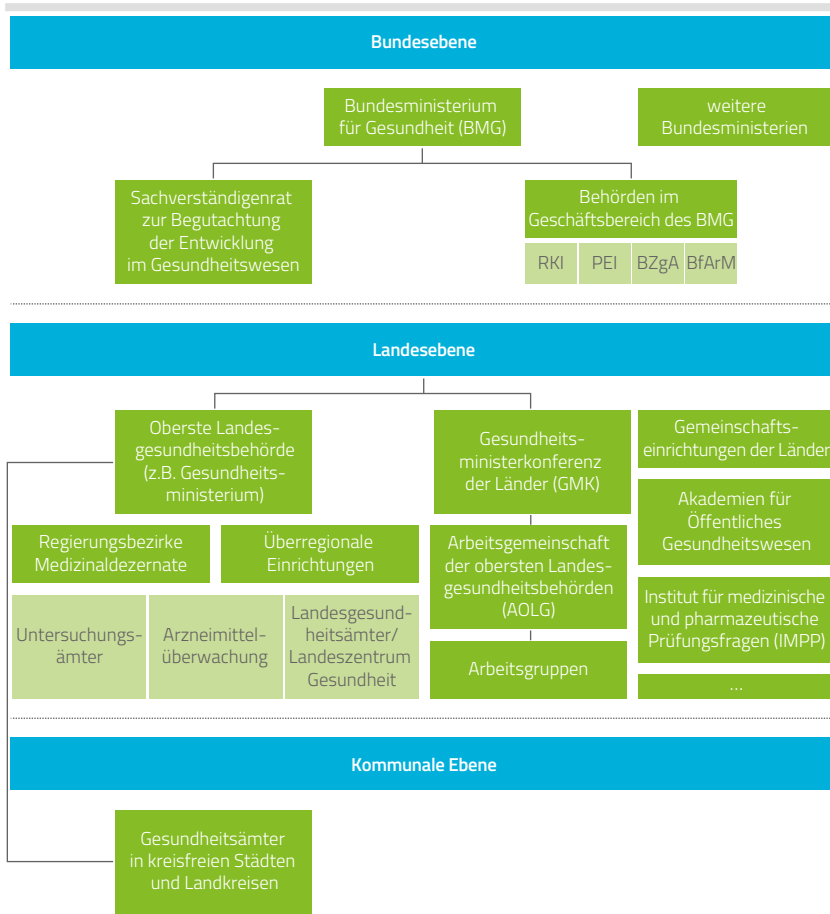 Bundesebene
Bundesministerium
für Gesundheit (BMG)
weitere
Bundesministerien
Sachverständigenrat
zur Begutachtung
der Entwicklung
im Gesundheitswesen
Behörden im
Geschäftsbereich des BMG
RKI
PEI
BZgA
BfArM
Landesebene
Oberste Landes-
gesundheitsbehörde
(z.B. Gesundheits-
ministerium)
Gesundheits-
ministerkonferenz
der Länder (GMK)
Gemeinschafts-
einrichtungen der Länder
Akademien für
Öffentliches
Gesundheitswesen
Regierungsbezirke
Medizinaldezernate
Überregionale
Einrichtungen
Arbeitsgemeinschaft
der obersten Landes-
gesundheitsbehörden
(AOLG)
Institut für medizinische
und pharmazeutische
Prüfungsfragen (IMPP)
Untersuchungs-
ämter
Arzneimittel-
überwachung
Landesgesund-
heitsämter/
Landeszentrum
Gesundheit
Arbeitsgruppen
...
Kommunale Ebene
Gesundheitsämter
in kreisfreien Städten
und Landkreisen